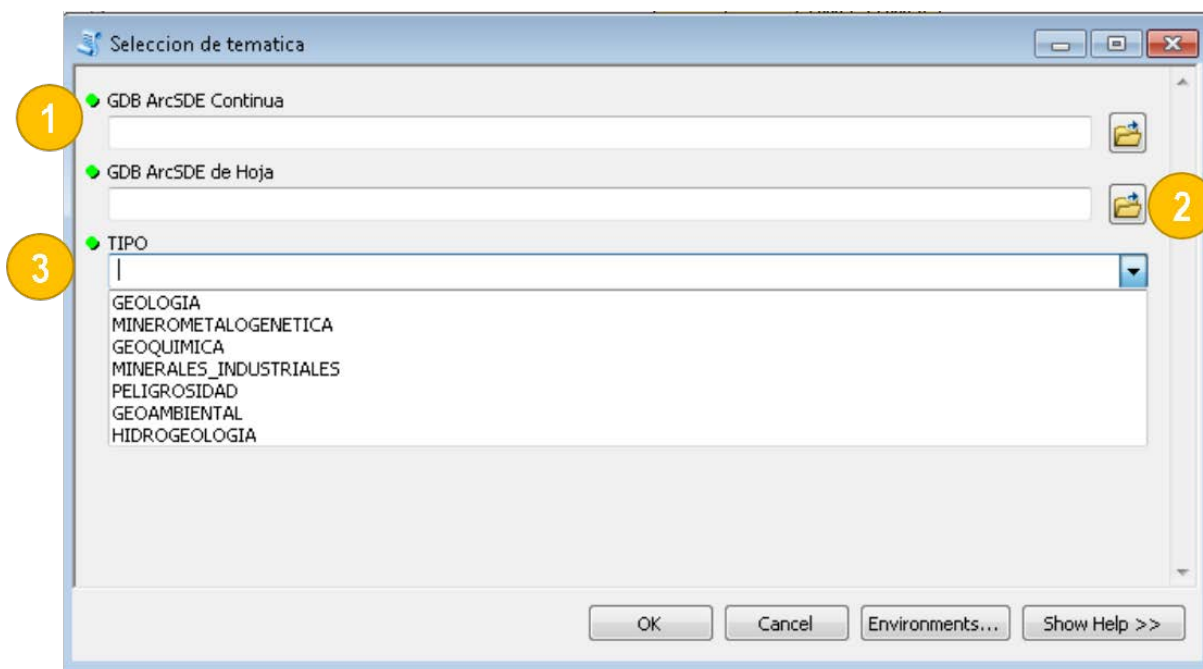 Seleccion de tematica
1
GDB ArcSDE Continua
GDB ArcSDE de Hoja
2
3
TIPO
GEOLOGIA
MINEROMETALOGENETICA
GEOQUIMICA
MINERALES_INDUSTRIALES
PELIGROSIDAD
GEOAMBIENTAL
HIDROGEOLOGIA
OK Cancel Environments... Show Help >>